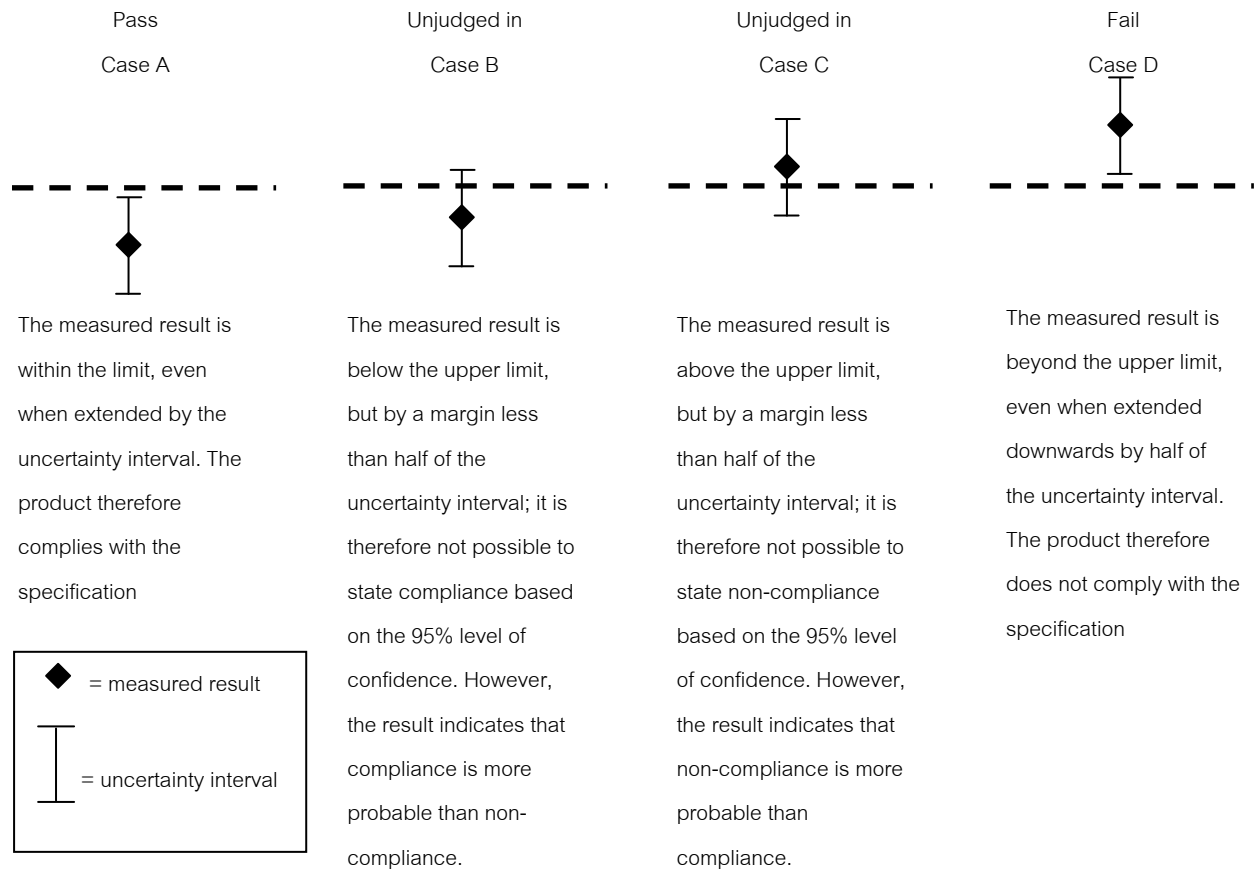 Pass
Case A
The measured result is
within the limit, even
when extended by the
uncertainty interval. The
product therefore
complies with the
specification
Unjudged in
Case B
The measured result is
below the upper limit,
but by a margin less
than half of the
uncertainty interval; it is
therefore not possible to
state compliance based
on the 95% level of
confidence. However,
the result indicates that
compliance is more
probable than non-
compliance.
Unjudged in
Case C
The measured result is
above the upper limit,
but by a margin less
than half of the
uncertainty interval; it is
therefore not possible to
state non-compliance
based on the 95% level
of confidence. However,
the result indicates that
non-compliance is more
probable than
compliance.
Fail
Case D
The measured result is
beyond the upper limit,
even when extended
downwards by half of
the uncertainty interval.
The product therefore
does not comply with the
specification
= measured result
= uncertainty interval